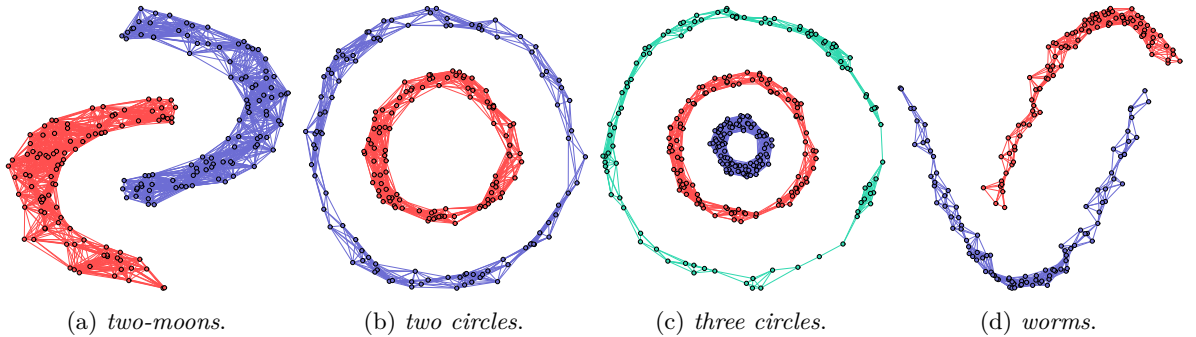 (a) two-moons.
(b) two circles.
(c) three circles.
(d) worms.